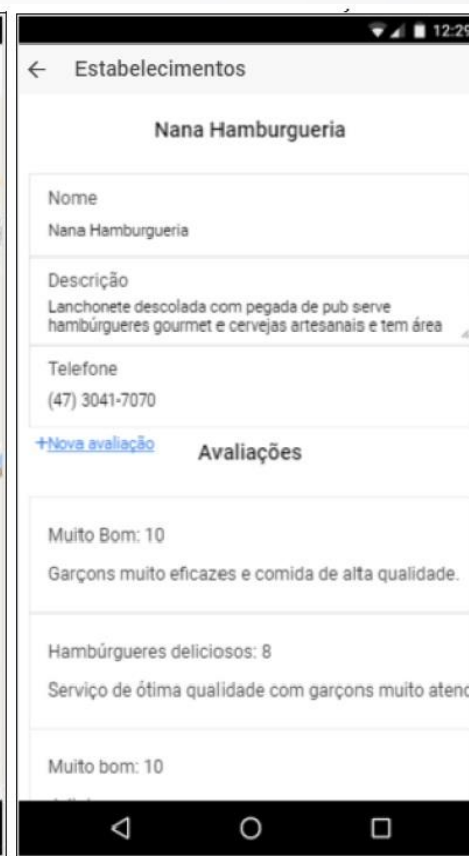 12:29
Estabelecimentos
Nana Hamburgueria
Nome
Nana Hamburgueria
Descrição
Lanchonete descolada com pegada de pub serve
hambúrgueres gourmet e cervejas artesanais e tem área
Telefone
(47) 3041-7070
+Nova avaliação
Avaliações
Muito Bom: 10
Garçons muito eficazes e comida de alta qualidade.
Hambúrgueres deliciosos: 8
Serviço de ótima qualidade com garçons muito
Muito bom: 10